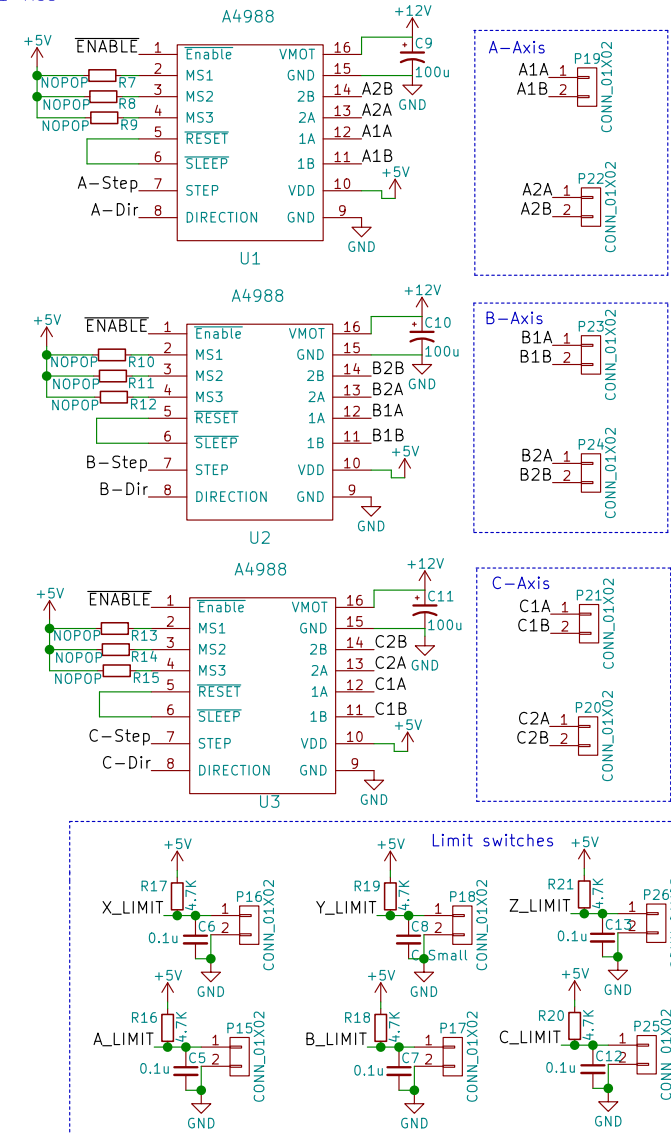 A4988
+12V
+5V
ENABLE 1 Enable VMOT 16 C9
2 MS1 GND 15 100u
NOPOP R7
3 MS2 2B 14 A2B GND
NOPOP R8
4 MS3 2A 13 A2A
NOPOP R9
5 RESET 1A 12 A1A
6 SLEEP 1B 11 A1B
+5V
A-Step 7 STEP VDD 10
A-Dir 8 DIRECTION GND 9
GND
U1
A-Axis
P19
A1A 1
A1B 2
CONN_01X02
P22
A2A 1
A2B 2
CONN_01X02
A4988
+12V
+5V
ENABLE 1 Enable VMOT 16 C10
2 MS1 GND 15 100u
NOPOP R10
3 MS2 2B 14 B2B GND
NOPOP R11
4 MS3 2A 13 B2A
NOPOP R12
5 RESET 1A 12 B1A
6 SLEEP 1B 11 B1B
+5V
B-Step 7 STEP VDD 10
B-Dir 8 DIRECTION GND 9
GND
U2
B-Axis
P23
B1A 1
B1B 2
CONN_01X02
P24
B2A 1
B2B 2
CONN_01X02
A4988
+12V
+5V
ENABLE 1 Enable VMOT 16 C11
2 MS1 GND 15 100u
NOPOP R13
3 MS2 2B 14 C2B GND
NOPOP R14
4 MS3 2A 13 C2A
NOPOP R15
5 RESET 1A 12 C1A
6 SLEEP 1B 11 C1B
+5V
C-Step 7 STEP VDD 10
C-Dir 8 DIRECTION GND 9
GND
U3
C-Axis
P21
C1A 1
C1B 2
CONN_01X02
P20
C2A 1
C2B 2
CONN_01X02
Limit switches
+5V
R17 4.7K P16
X_LIMIT 1
C6 2
0.1u
CONN_01X02
GND
+5V
R19 4.7K P18
Y_LIMIT 1
C8 2
C_Small
CONN_01X02
GND
+5V
R21 4.7K P26
Z_LIMIT 1
C13 2
0.1u
GND
+5V
R16 4.7K P15
A_LIMIT 1
C5 2
0.1u
CONN_01X02
GND
+5V
R18 4.7K P17
B_LIMIT 1
C7 2
0.1u
CONN_01X02
GND
+5V
R20 4.7K P25
C_LIMIT 1
C12 2
0.1u
CONN_01X02
GND